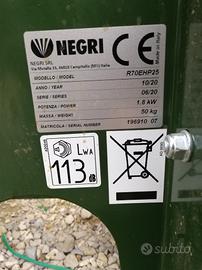 NEGRI
CE
Made in Italy
NEGRI SRL
Via Motella 33, 46010 Campitello (MN) Italia
MODELLO / MODEL R70EHP25
ANNO / YEAR 10/20
SERIE / SERIES 06/20
POTENZA / POWER 1.8 kW
MASSA / WEIGHT 50 kg
MATRICOLA / SERIAL NUMBER 196910 07
LWA
113 dB
subito